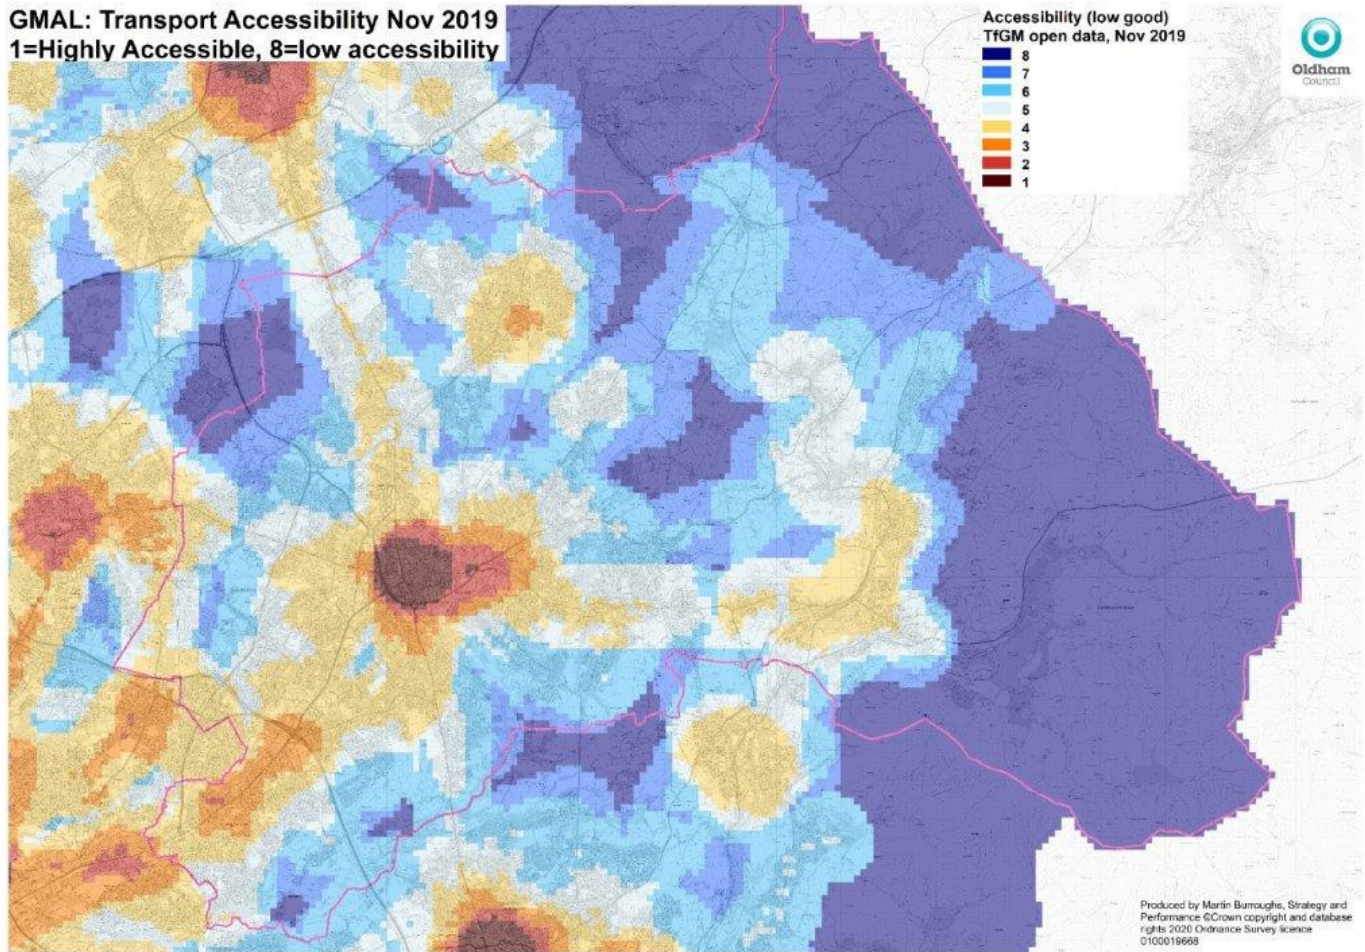 GMAL: Transport Accessibility Nov 2019
1=Highly Accessible, 8=low accessibility
Accessibility (low good)
TfGM open data, Nov 2019
8
7
6
5
4
3
2
1
Oldham
Council
Produced by Martin Burroughs, Strategy and
Performance ©Crown copyright and database
rights 2020 Ordnance Survey licence
0100019668